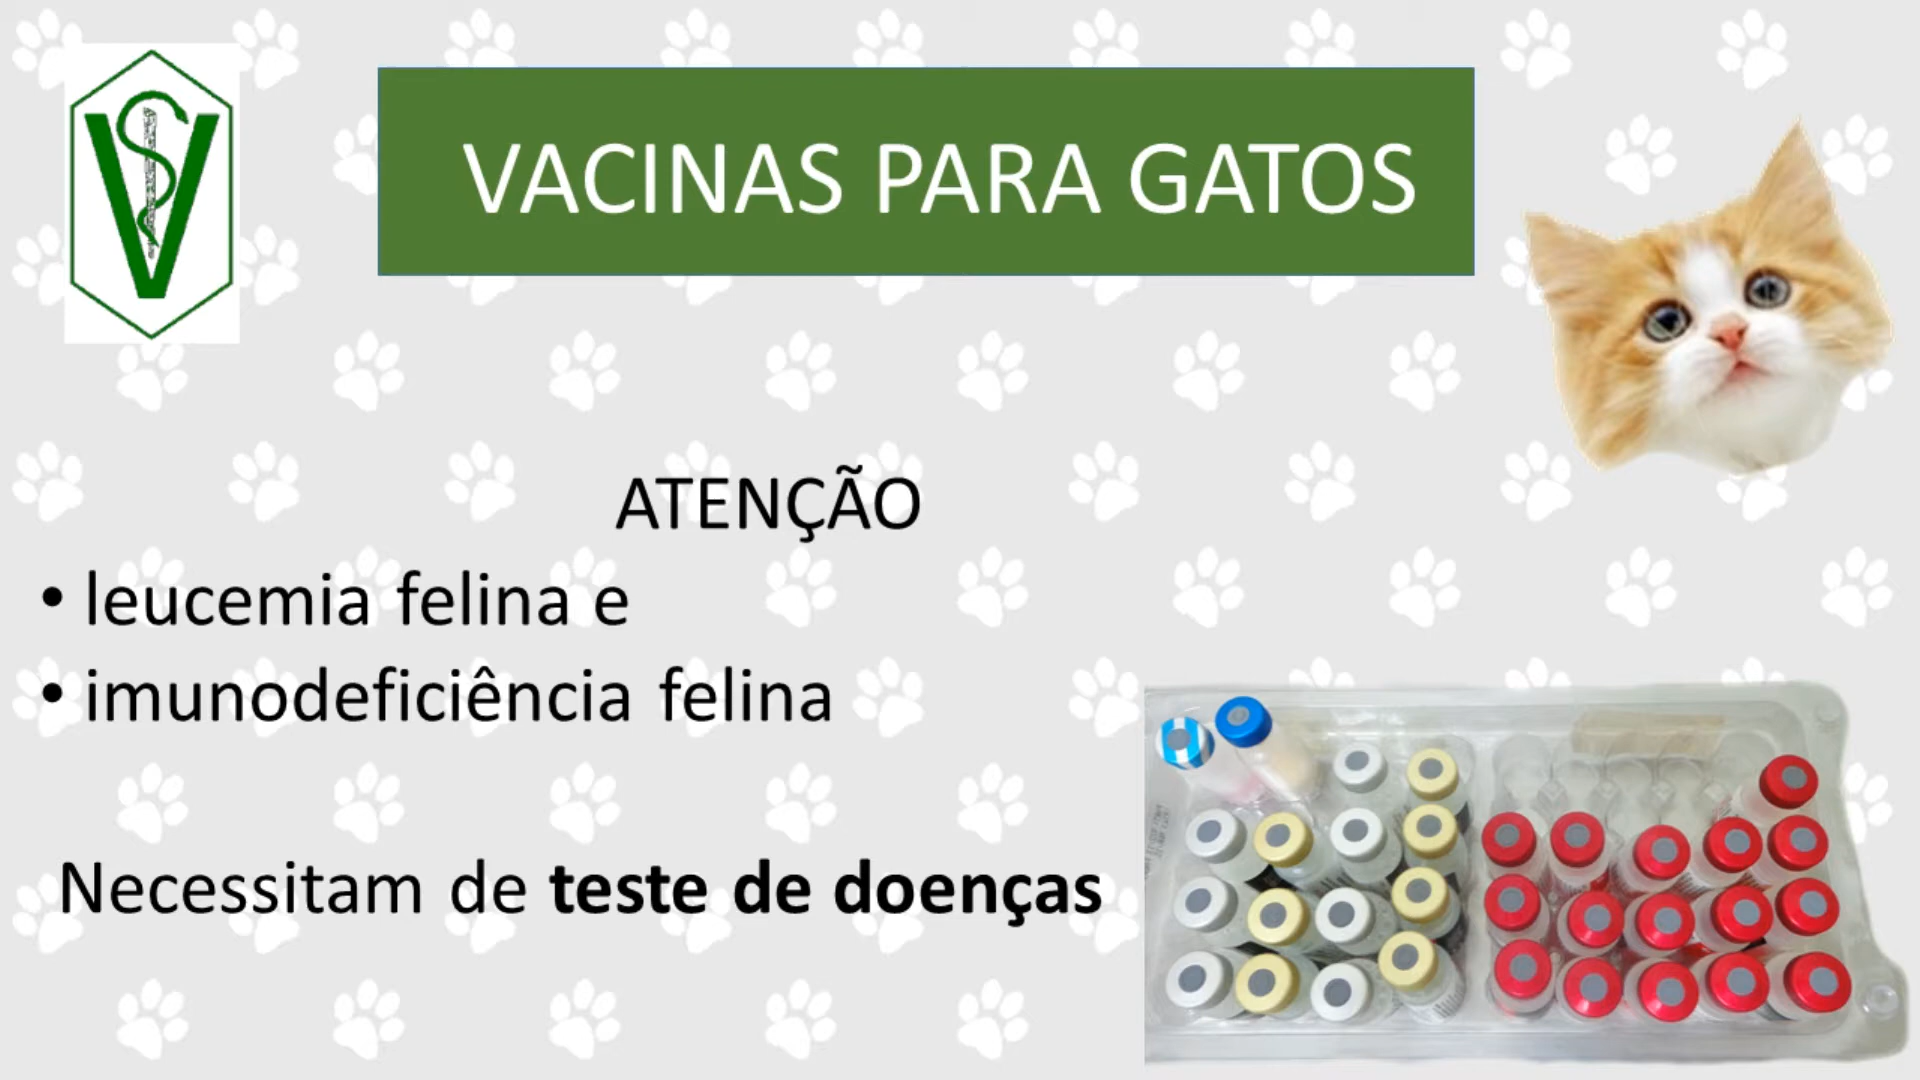 VACINAS PARA GATOS
ATENÇÃO
• leucemia felina e
• imunodeficiência felina
Necessitam de teste de doenças